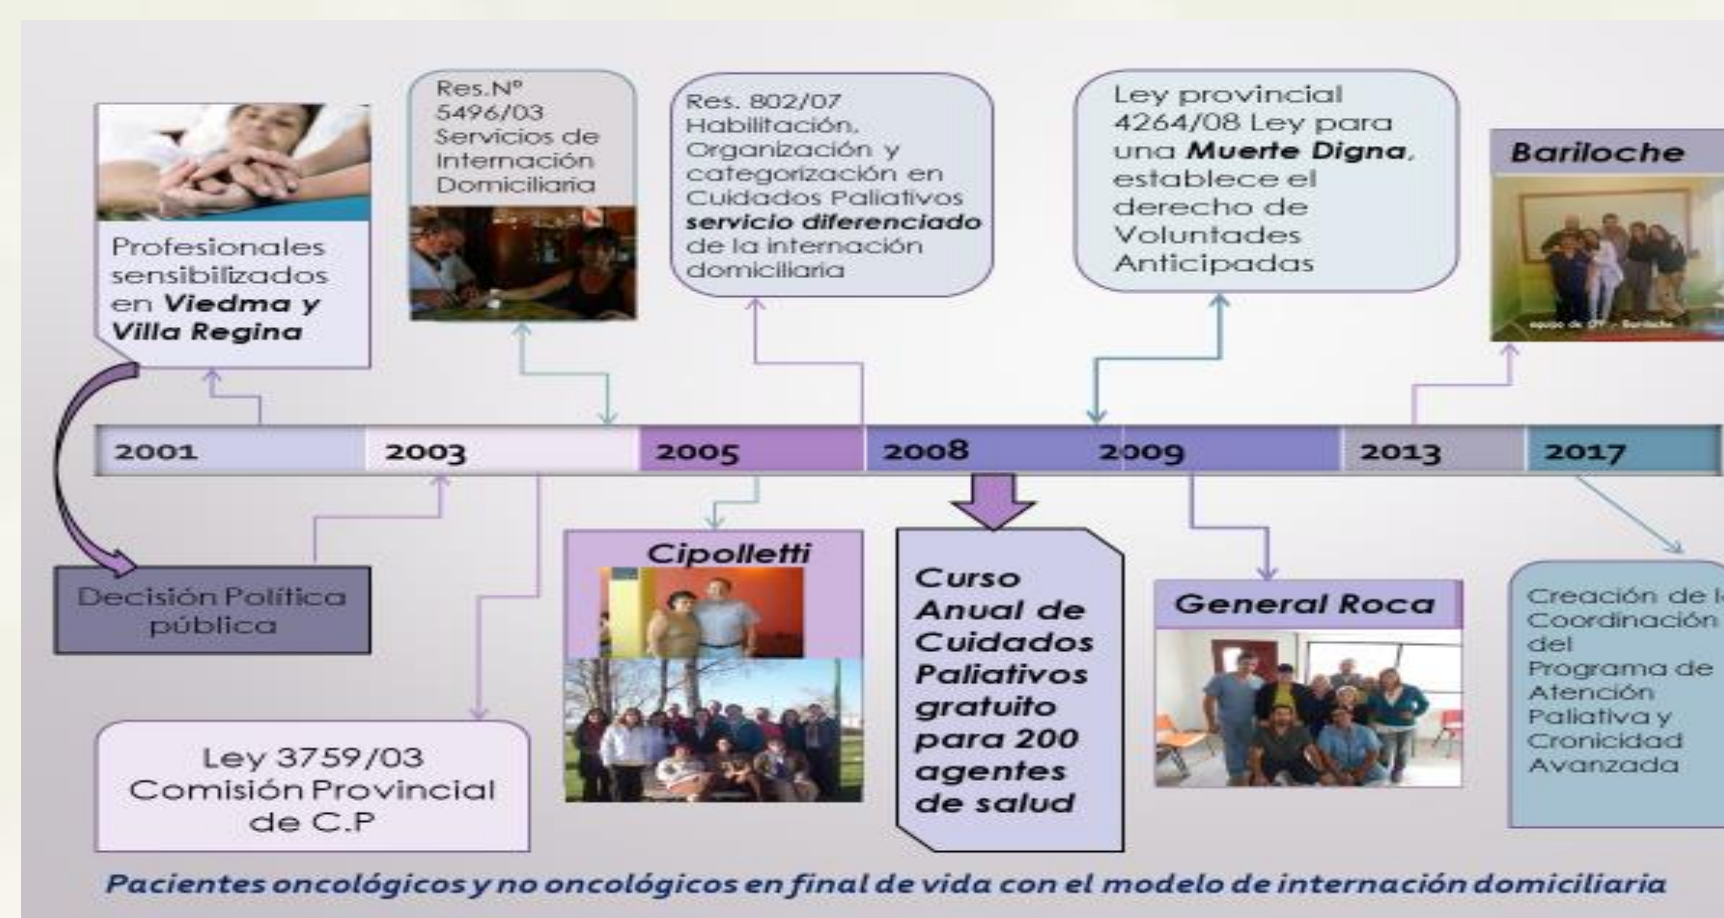 Profesionales
sensibilizados
en Viedma y
Villa Regina
Res.Nº
5496/03
Servicios de
Internación
Domiciliaria
Res. 802/07
Habilitación,
Organización y
categorización en
Cuidados Paliativos
servicio diferenciado
de la internación
domiciliaria
Ley provincial
4264/08 Ley para
una Muerte Digna,
establece el
derecho de
Voluntades
Anticipadas
Bariloche
equipo de - Bariloche
2001
2003
2005
2008
2009
2013
2017
Decisión Política
pública
Ley 3759/03
Comisión Provincial
de C.P
Cipolletti
Curso
Anual de
Cuidados
Paliativos
gratuito
para 200
agentes
de salud
General Roca
Creación de
Coordinación
del
Programa de
Atención
Paliativa y
Cronicidad
Avanzada
Pacientes oncológicos y no oncológicos en final de vida con el modelo de internación domiciliaria